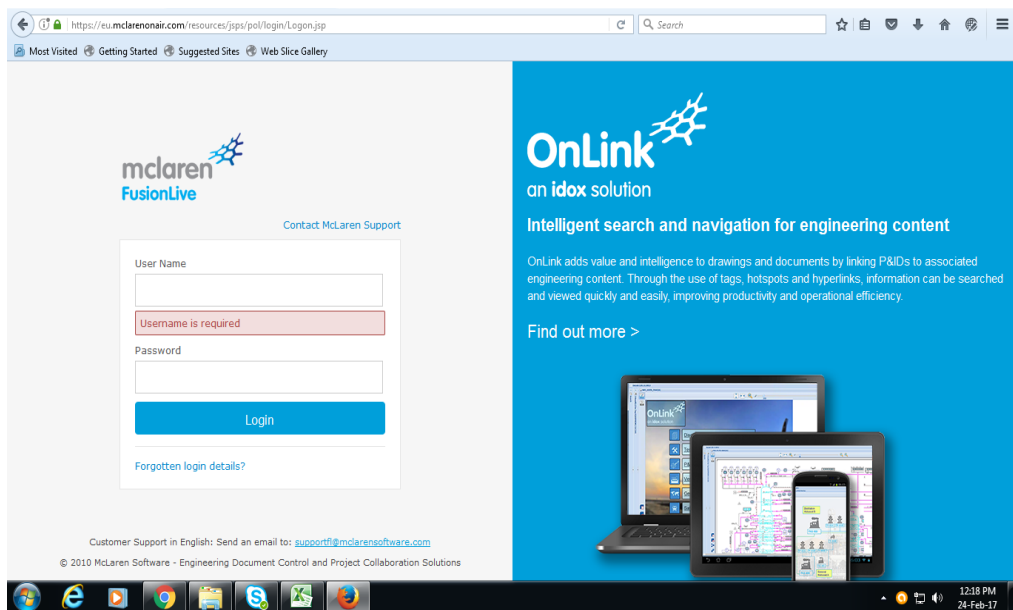 https://eu.mclarenonair.com/resources/jsps/pol/login/Logon.jsp
Search
Most Visited Getting Started Suggested Sites Web Slice Gallery
mclaren
FusionLive
Contact McLaren Support
User Name
Username is required
Password
Login
Forgotten login details?
Customer Support in English: Send an email to: supportfl@mclarensoftware.com
© 2010 McLaren Software - Engineering Document Control and Project Collaboration Solutions
OnLink
an idox solution
Intelligent search and navigation for engineering content
OnLink adds value and intelligence to drawings and documents by linking P&IDs to associated
engineering content. Through the use of tags, hotspots and hyperlinks, information can be searched
and viewed quickly and easily, improving productivity and operational efficiency.
Find out more >
OnLink
12:18 PM
24-Feb-17